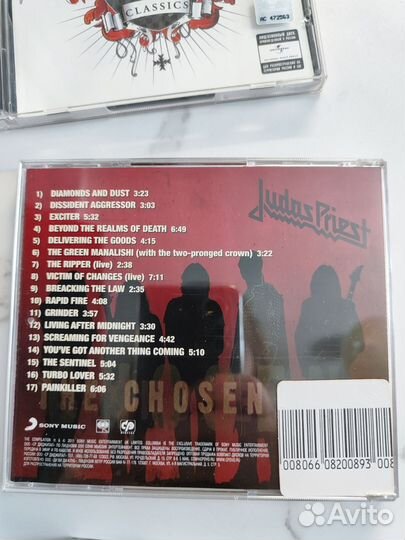 CLASSICS
AC 472563
ЛИЦЕНЗИОННЫЙ ДИСК
UNIVERSAL
Judas Priest
1) DIAMONDS AND DUST 3:23
2) DISSIDENT AGGRESSOR 3:03
3) EXCITER 5:32
4) BEYOND THE REALMS OF DEATH 6:49
5) DELIVERING THE GOODS 4:15
6) THE GREEN MANALISHI (with the two-pronged crown) 3:22
7) THE RIPPER (live) 2:38
8) VICTIM OF CHANGES (live) 7:11
9) BREACKING THE LAW 2:35
10) RAPID FIRE 4:08
11) GRINDER 3:57
12) LIVING AFTER MIDNIGHT 3:30
13) SCREAMING FOR VENGEANCE 4:42
14) YOU'VE GOT ANOTHER THING COMING 5:10
15) THE SENTINEL 5:04
16) TURBO LOVER 5:32
17) PAINKILLER 6:06
THE CHOSEN
SONY MUSIC
008066 08200893 008
Avito